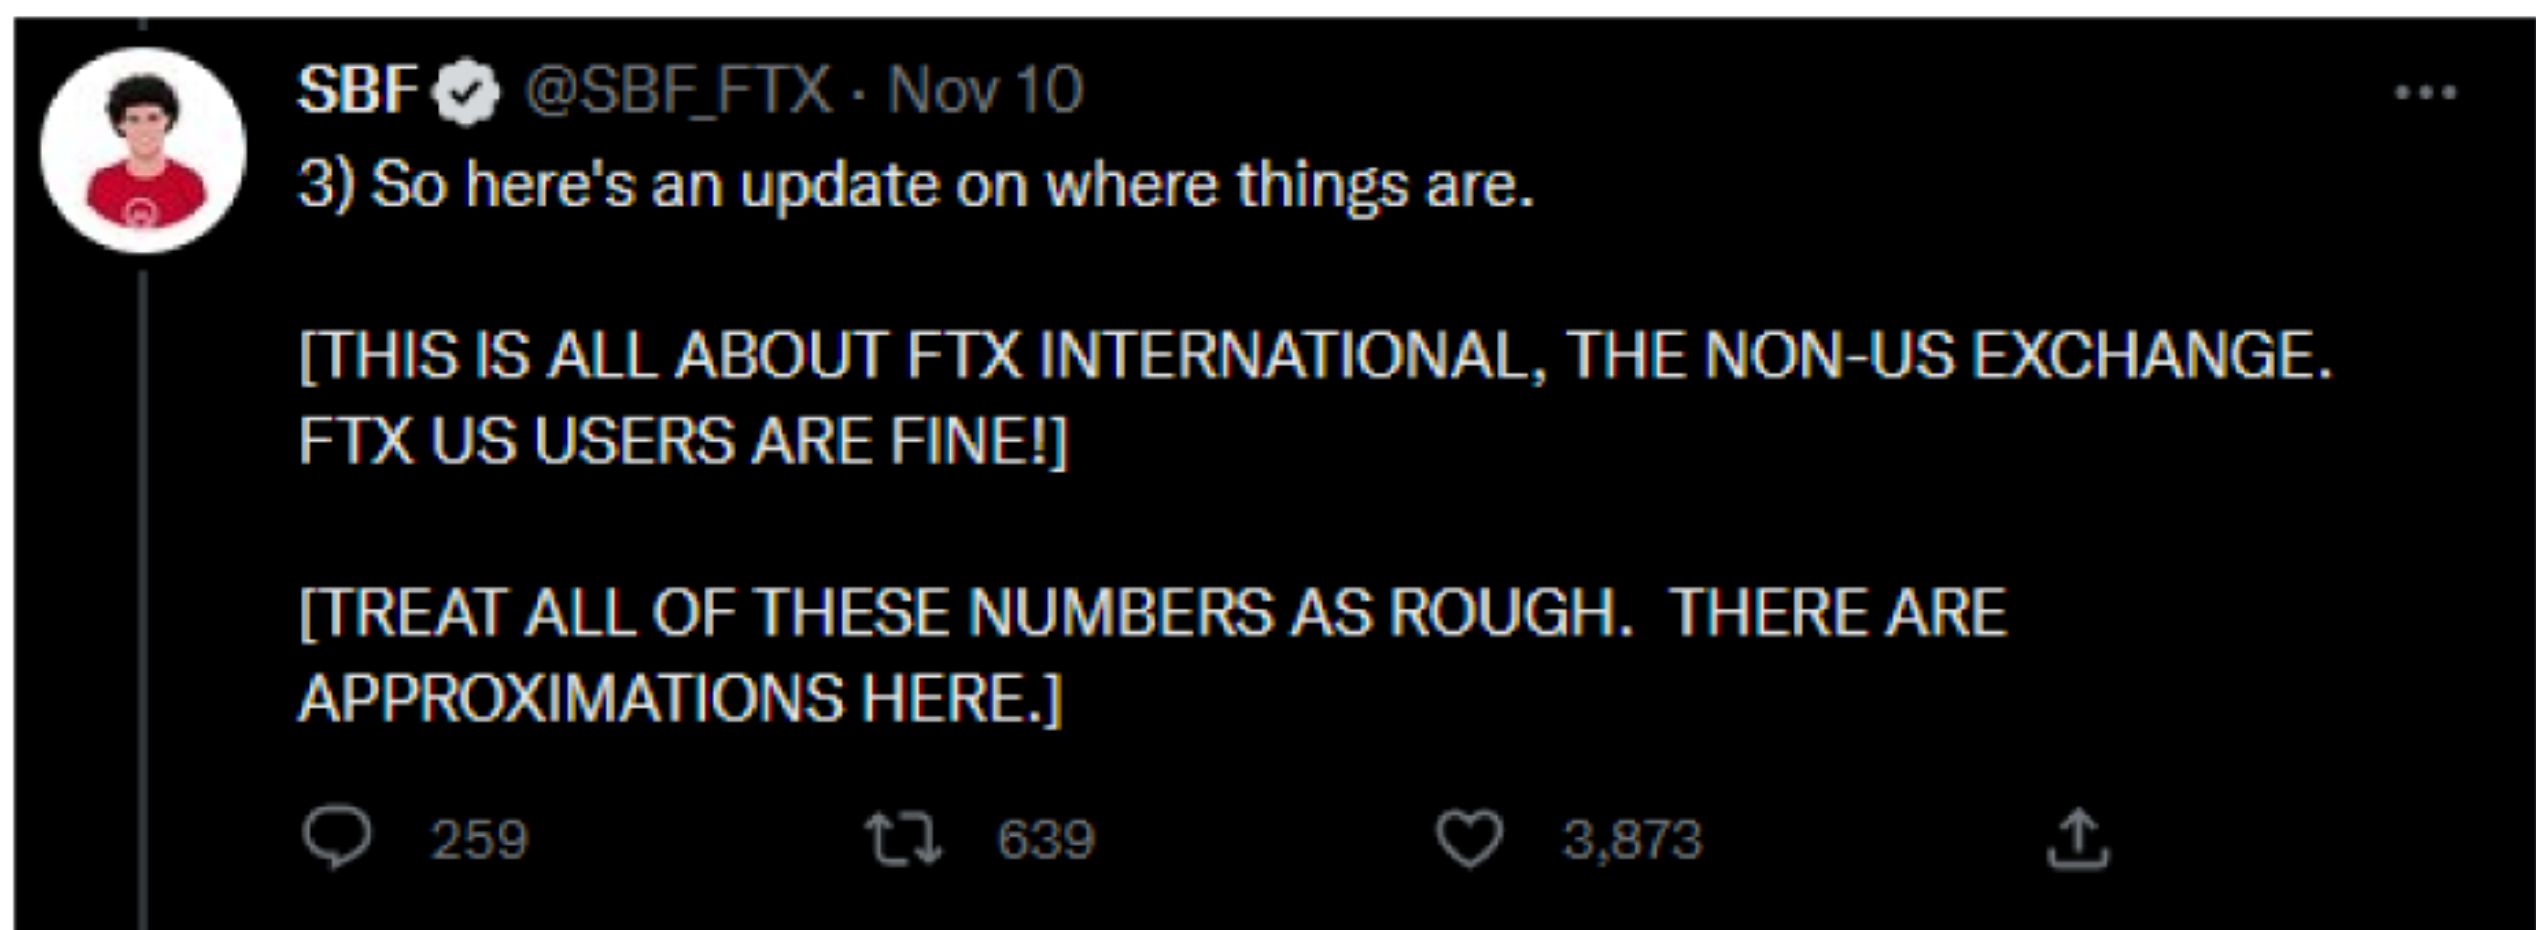 SBF @SBF_FTX · Nov 10
3) So here's an update on where things are.
[THIS IS ALL ABOUT FTX INTERNATIONAL, THE NON-US EXCHANGE.
FTX US USERS ARE FINE!]
[TREAT ALL OF THESE NUMBERS AS ROUGH.  THERE ARE
APPROXIMATIONS HERE.]
259 639 3,873